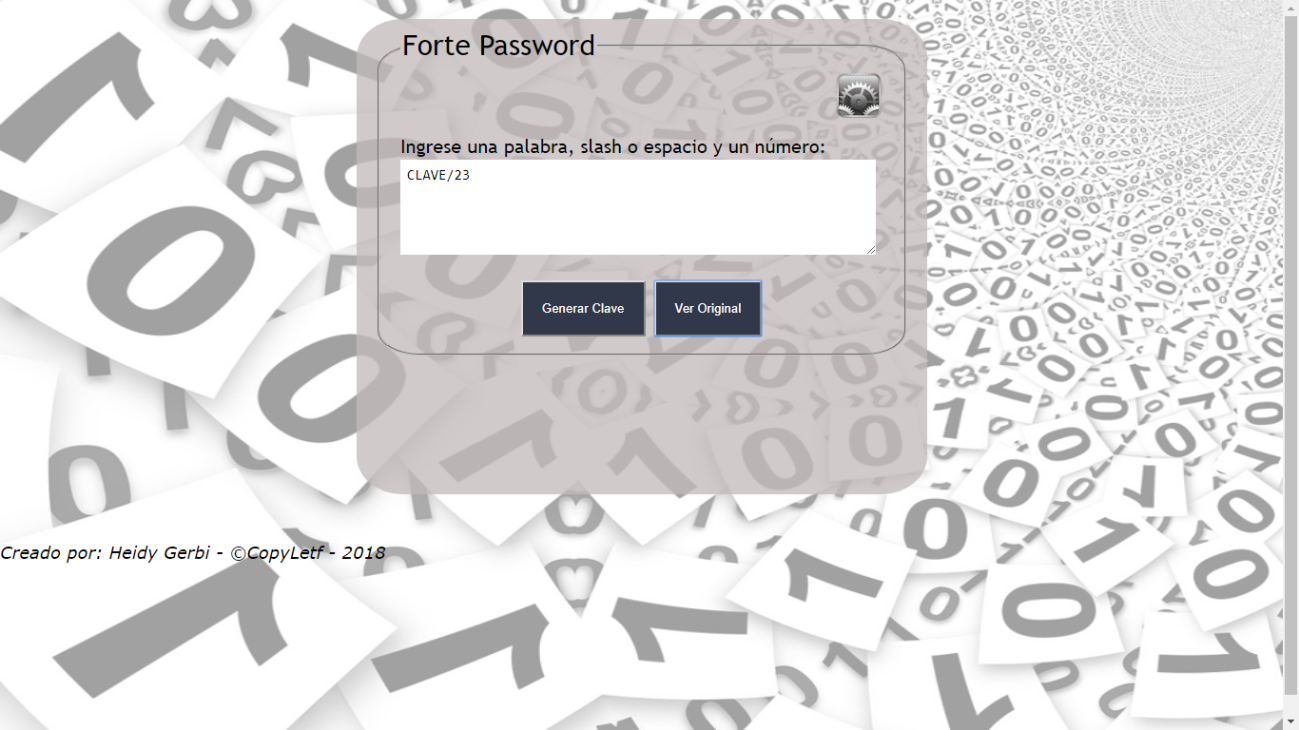 Forte Password
Ingrese una palabra, slash o espacio y un número:
CLAVE/23
Generar Clave
Ver Original
Creado por: Heidy Gerbi - ©CopyLetf - 2018